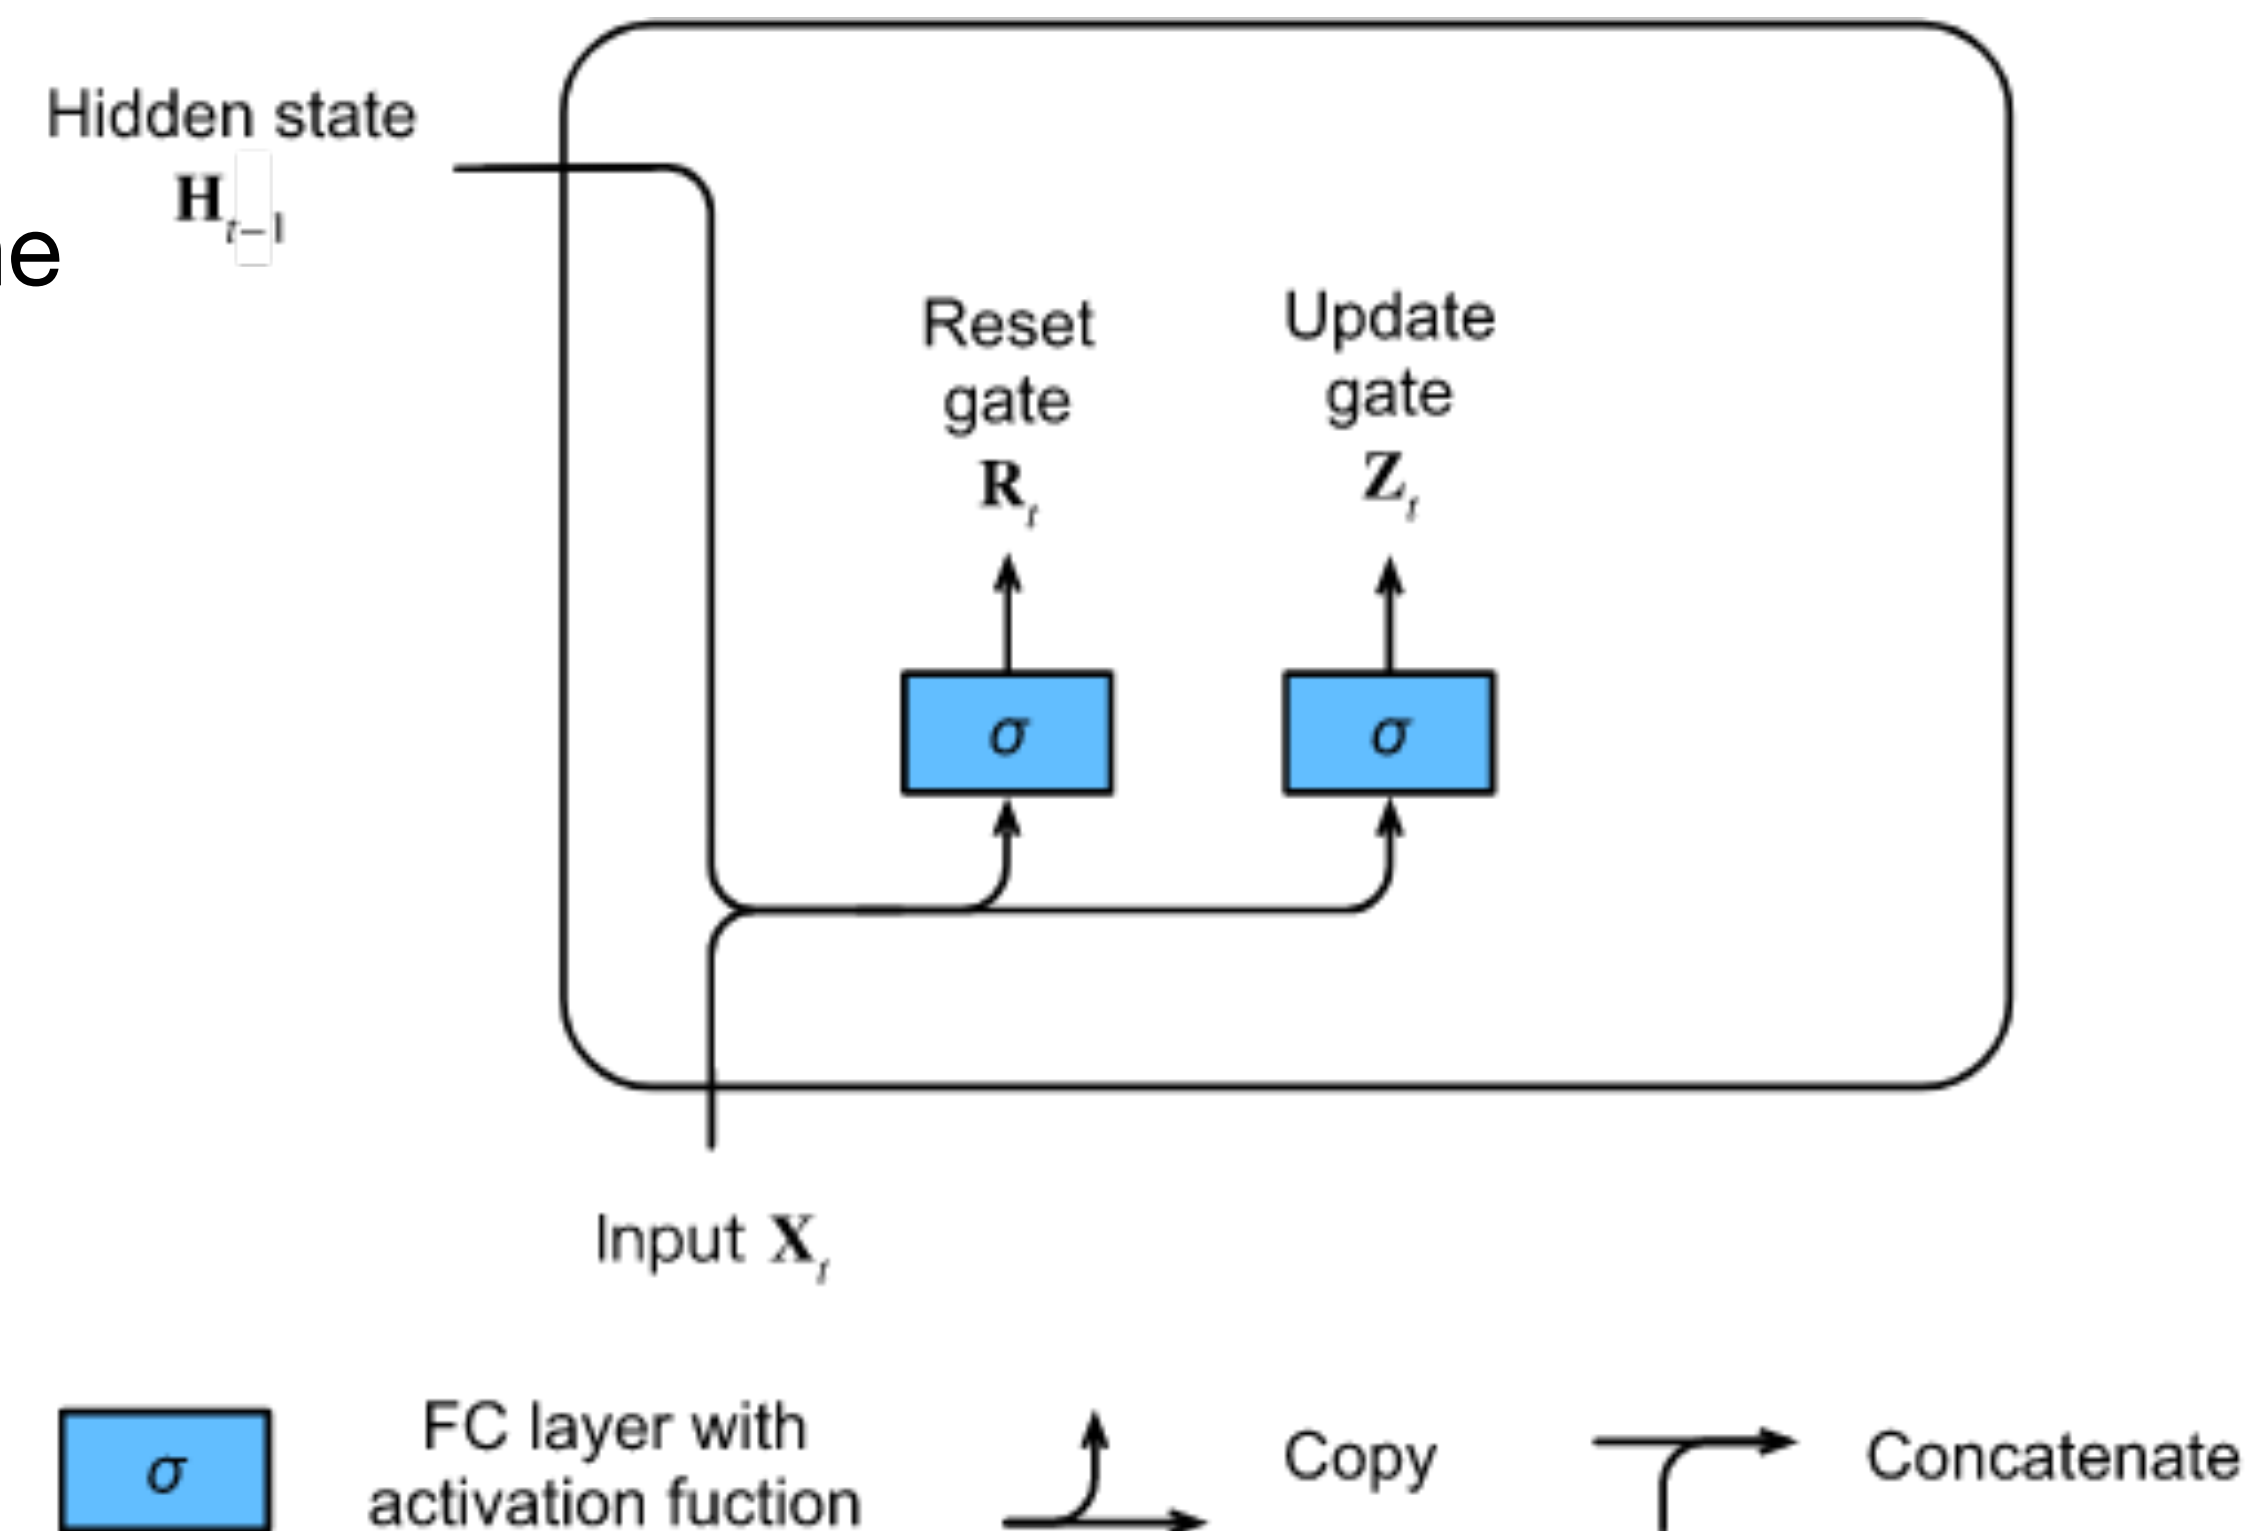 Hidden state
H_{t-1}
ne
Reset
gate
R_t
Update
gate
Z_t
σ
σ
Input X_t
σ
FC layer with
activation fuction
Copy
Concatenate